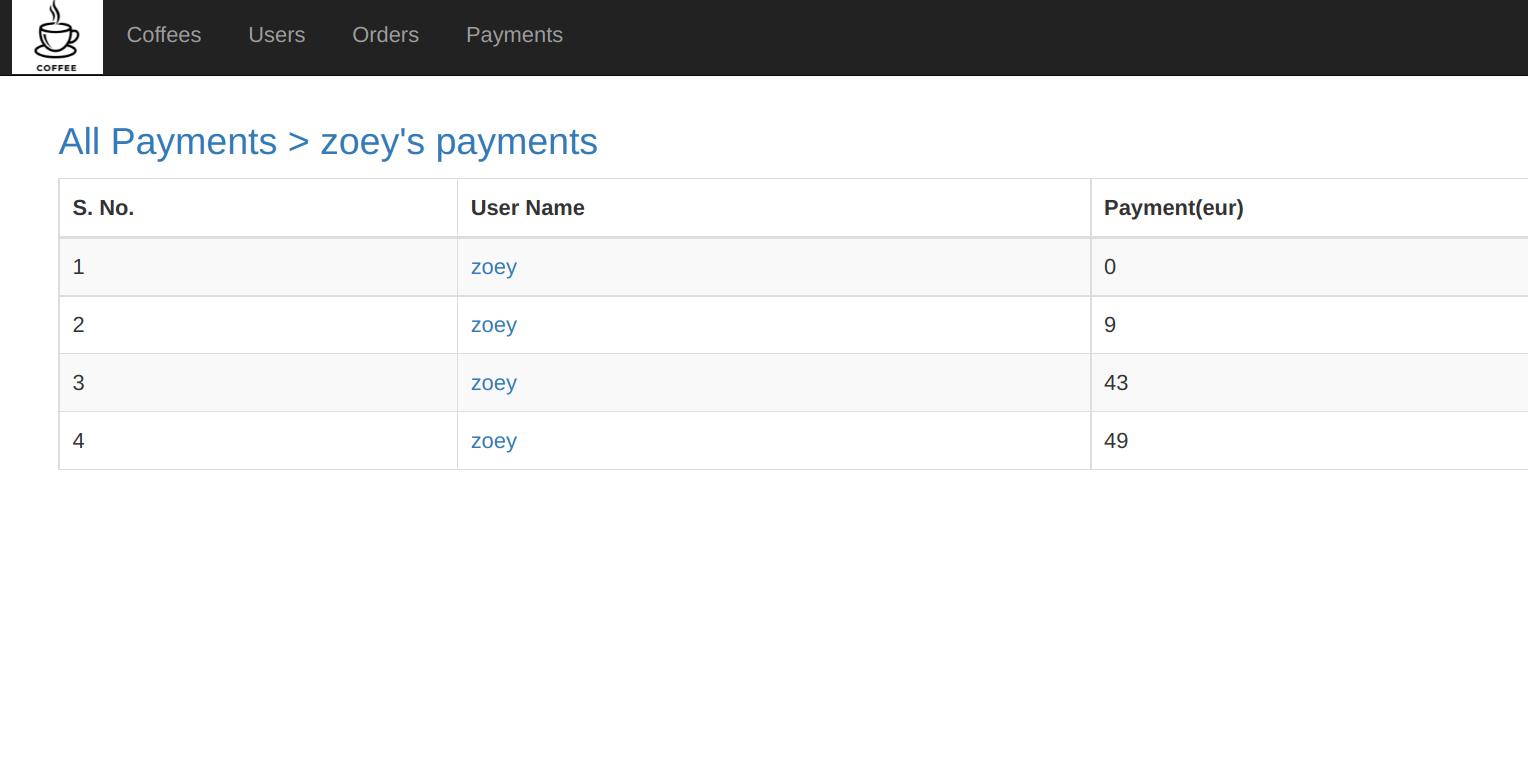 COFFEE
Coffees Users Orders Payments
All Payments > zoey's payments
S. No. User Name Payment(eur)
1 zoey 0
2 zoey 9
3 zoey 43
4 zoey 49